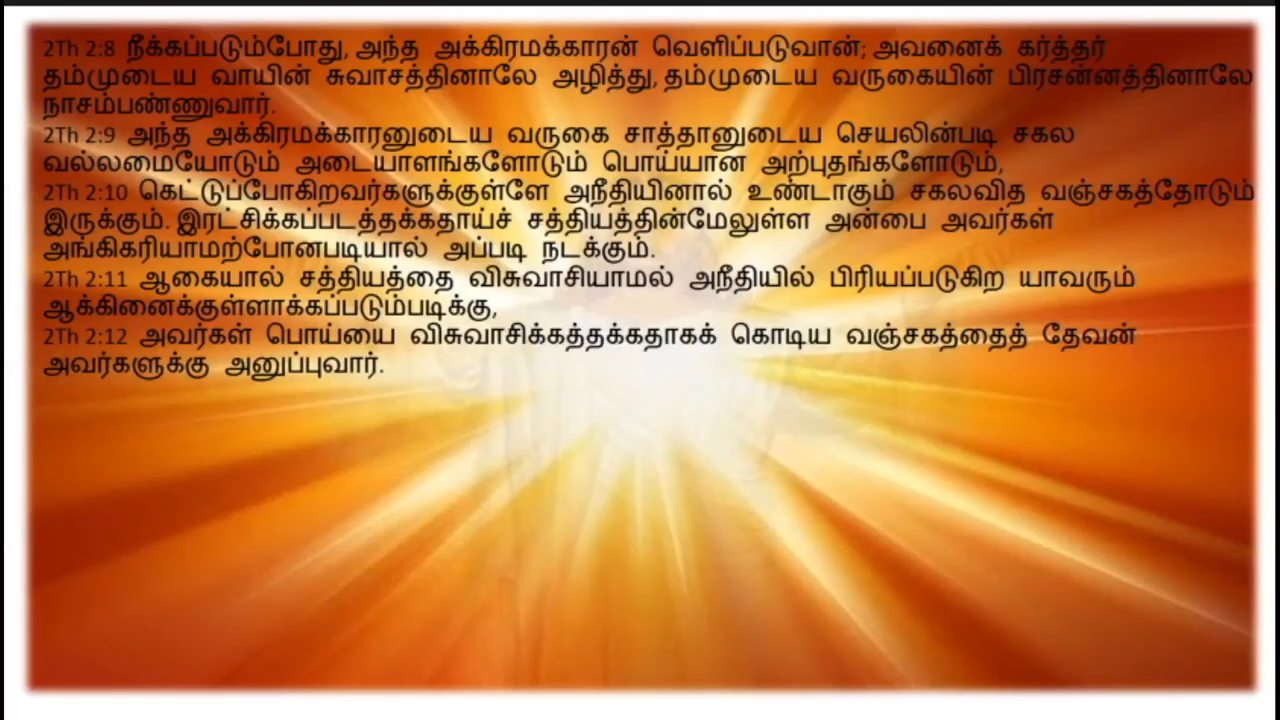 2Th 2:8 நீக்கப்படும்போது, அந்த அக்கிரமக்காரன் வெளிப்படுவான்; அவனைக் கர்த்தர்
தம்முடைய வாயின் சுவாசத்தினாலே அழித்து, தம்முடைய வருகையின் பிரசன்னத்தினாலே
நாசம்பண்ணுவார்.
2Th 2:9 அந்த அக்கிரமக்காரனுடைய வருகை சாத்தானுடைய செயலின்படி சகல
வல்லமையோடும் அடையாளங்களோடும் பொய்யான அற்புதங்களோடும்,
2Th 2:10 கெட்டுப்போகிறவர்களுக்குள்ளே அநீதியினால் உண்டாகும் சகலவித வஞ்சகத்தோடும்
இருக்கும். இரட்சிக்கப்படத்தக்கதாய்ச் சத்தியத்தின்மேலுள்ள அன்பை அவர்கள்
அங்கிகரியாமற்போனபடியால் அப்படி நடக்கும்.
2Th 2:11 ஆகையால் சத்தியத்தை விசுவாசியாமல் அநீதியில் பிரியப்படுகிற யாவரும்
ஆக்கினைக்குள்ளாக்கப்படும்படிக்கு,
2Th 2:12 அவர்கள் பொய்யை விசுவாசிக்கத்தக்கதாகக் கொடிய வஞ்சகத்தைத் தேவன்
அவர்களுக்கு அனுப்புவார்.